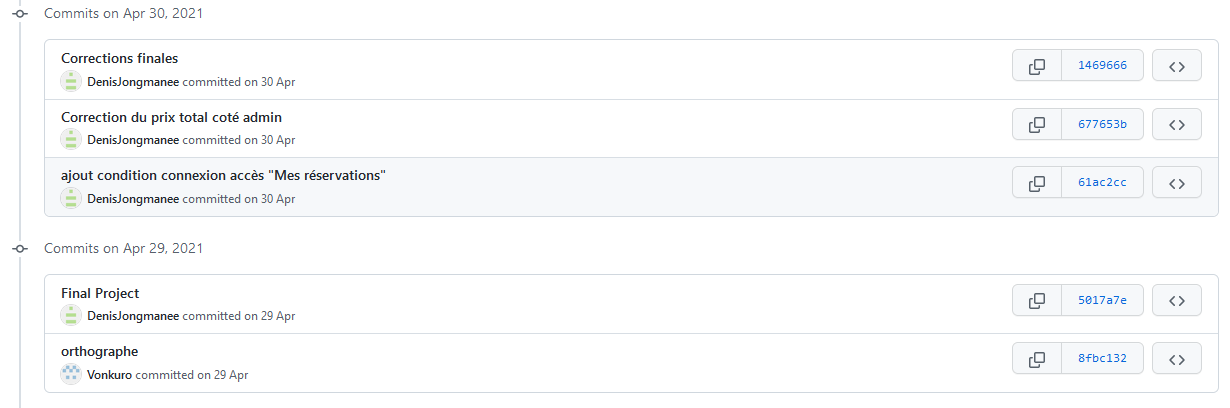 Commits on Apr 30, 2021
Corrections finales
1469666
DenisJongmanee committed on 30 Apr
Correction du prix total coté admin
677653b
DenisJongmanee committed on 30 Apr
ajout condition connexion accès "Mes réservations"
61ac2cc
DenisJongmanee committed on 30 Apr
Commits on Apr 29, 2021
Final Project
5017a7e
DenisJongmanee committed on 29 Apr
orthographe
8fbc132
Vonkuro committed on 29 Apr